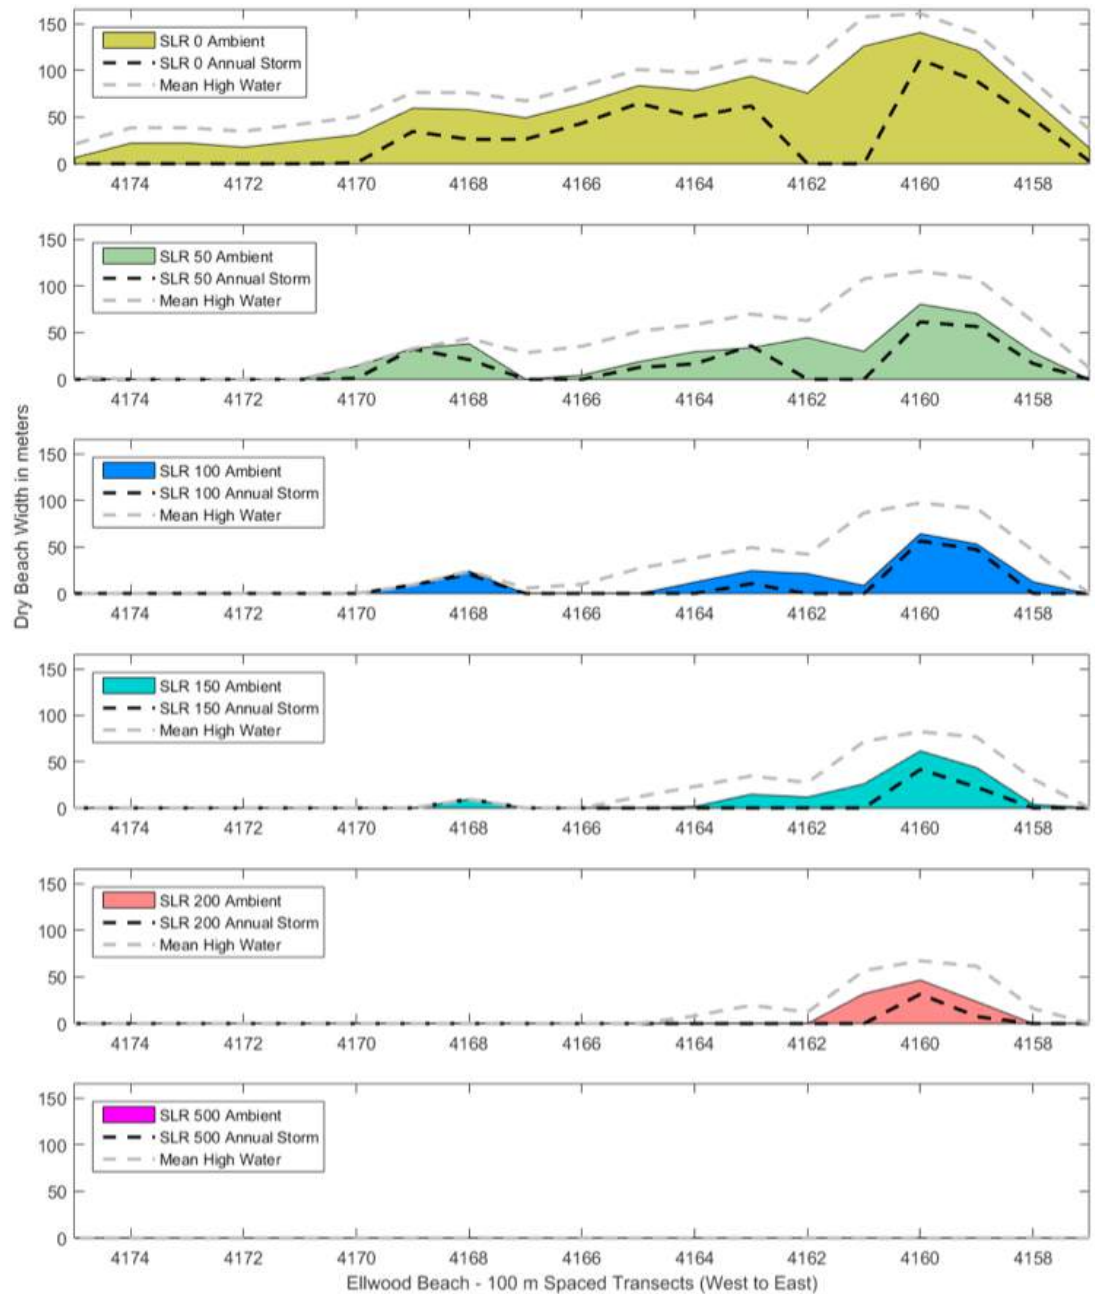 150
100
50
0
SLR 0 Ambient
SLR 0 Annual Storm
Mean High Water
4174 4172 4170 4168 4166 4164 4162 4160 4158
150
100
50
0
SLR 50 Ambient
SLR 50 Annual Storm
Mean High Water
4174 4172 4170 4168 4166 4164 4162 4160 4158
150
100
50
0
SLR 100 Ambient
SLR 100 Annual Storm
Mean High Water
4174 4172 4170 4168 4166 4164 4162 4160 4158
Dry Beach Width in meters
150
100
50
0
SLR 150 Ambient
SLR 150 Annual Storm
Mean High Water
4174 4172 4170 4168 4166 4164 4162 4160 4158
150
100
50
0
SLR 200 Ambient
SLR 200 Annual Storm
Mean High Water
4174 4172 4170 4168 4166 4164 4162 4160 4158
150
100
50
0
SLR 500 Ambient
SLR 500 Annual Storm
Mean High Water
4174 4172 4170 4168 4166 4164 4162 4160 4158
Ellwood Beach - 100 m Spaced Transects (West to East)